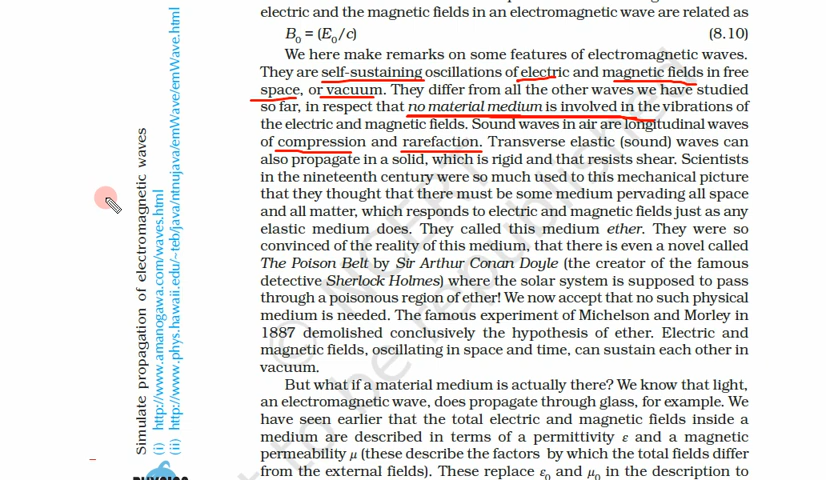 electric and the magnetic fields in an electromagnetic wave are related as
B₀ = (E₀/c) (8.10)
We here make remarks on some features of electromagnetic waves.
They are self-sustaining oscillations of electric and magnetic fields in free
space, or vacuum. They differ from all the other waves we have studied
so far, in respect that no material medium is involved in the vibrations of
the electric and magnetic fields. Sound waves in air are longitudinal waves
of compression and rarefaction. Transverse elastic (sound) waves can
also propagate in a solid, which is rigid and that resists shear. Scientists
in the nineteenth century were so much used to this mechanical picture
that they thought that there must be some medium pervading all space
and all matter, which responds to electric and magnetic fields just as any
elastic medium does. They called this medium ether. They were so
convinced of the reality of this medium, that there is even a novel called
The Poison Belt by Sir Arthur Conan Doyle (the creator of the famous
detective Sherlock Holmes) where the solar system is supposed to pass
through a poisonous region of ether! We now accept that no such physical
medium is needed. The famous experiment of Michelson and Morley in
1887 demolished conclusively the hypothesis of ether. Electric and
magnetic fields, oscillating in space and time, can sustain each other in
vacuum.
But what if a material medium is actually there? We know that light,
an electromagnetic wave, does propagate through glass, for example. We
have seen earlier that the total electric and magnetic fields inside a
medium are described in terms of a permittivity ε and a magnetic
permeability μ (these describe the factors by which the total fields differ
from the external fields). These replace ε₀ and μ₀ in the description to
Simulate propagation of electromagnetic waves
(i) http://www.amanogawa.com/waves.html
(ii) http://www.phys.hawaii.edu/~teb/java/ntnujava/emWave/emWave.html
PHYSICS
© NCERT
not to be republished